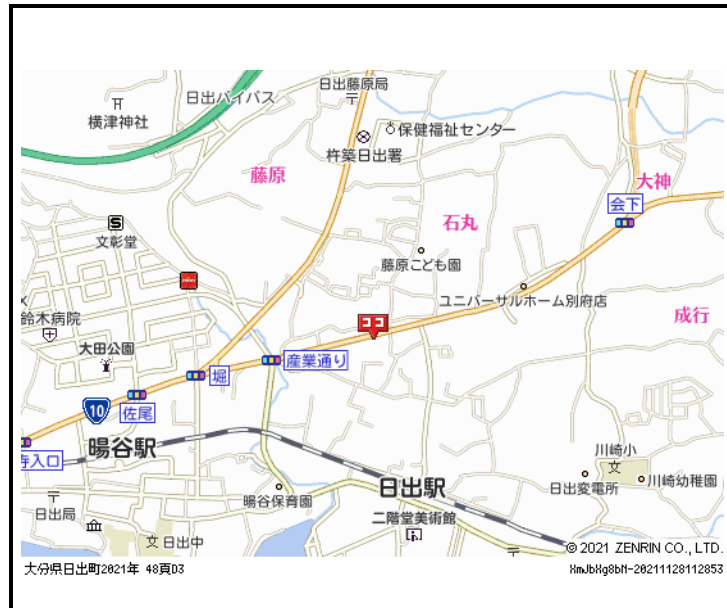 日出藤原局
日出バイパス
横津神社
保健福祉センター
杵築日出署
藤原
大神
会下
石丸
S
文彰堂
藤原こども園
ユニバーサルホーム別府店
成行
鈴木病院
ココ
大田公園
産業通り
堀
10
佐尾
寺入口
暘谷駅
川崎小
文
日出駅
日出変電所
川崎幼稚園
暘谷保育園
日出局
二階堂美術館
文 日出中
© 2021 ZENRIN CO., LTD.
大分県日出町2021年 48頁D3
XmJbXg8bN-20211128112853